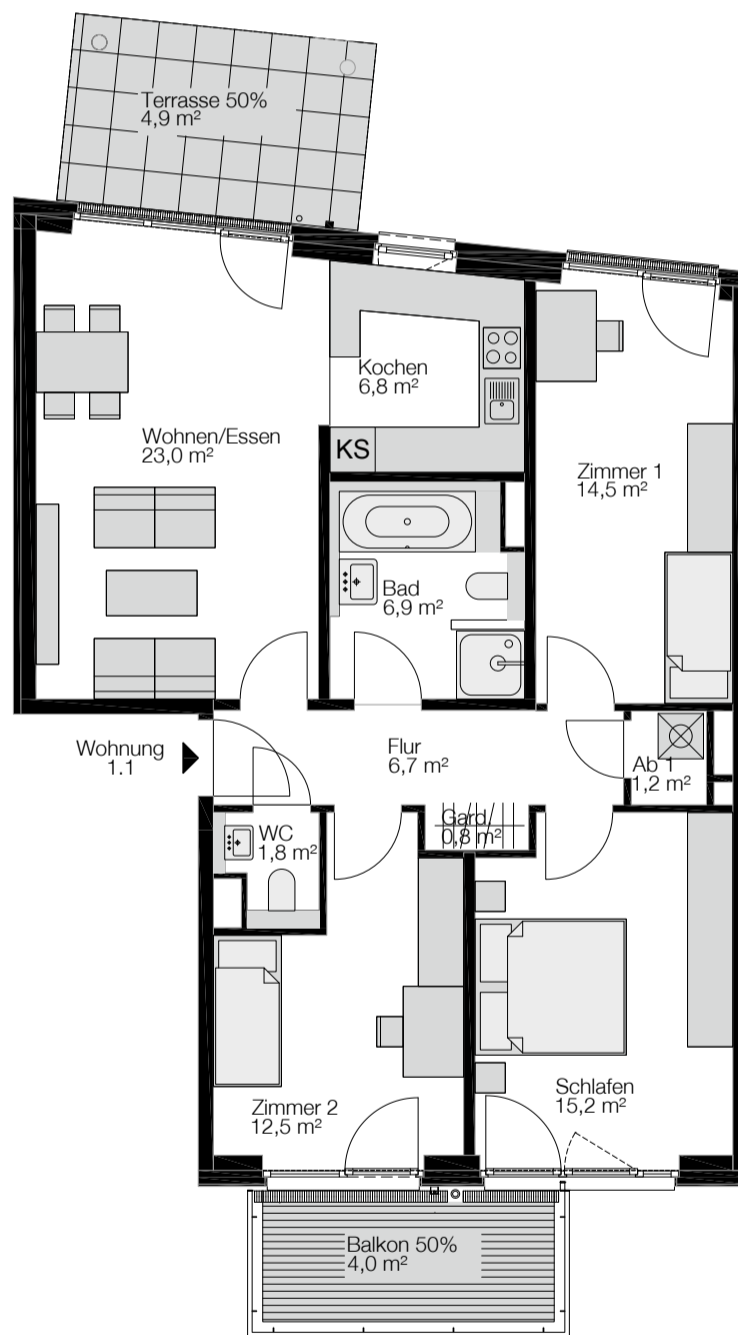 Terrasse 50%
4,9 m²
Kochen
6,8 m²
Wohnen/Essen
23,0 m²
KS
Zimmer 1
14,5 m²
Bad
6,9 m²
Wohnung
1.1
Flur
6,7 m²
Ab 1
1,2 m²
Gard
0,8 m²
WC
1,8 m²
Schlafen
15,2 m²
Zimmer 2
12,5 m²
Balkon 50%
4,0 m²